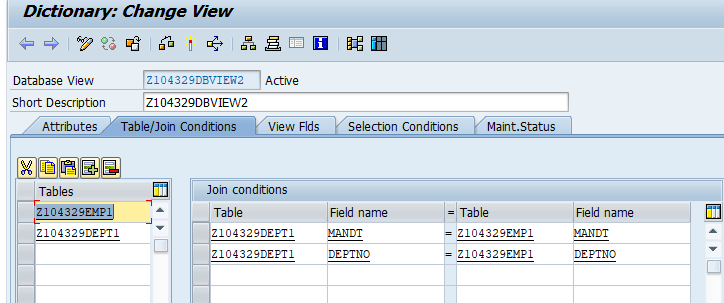 Dictionary: Change View
Database View Z104329DBVIEW2 Active
Short Description Z104329DBVIEW2
Attributes Table/Join Conditions View Flds Selection Conditions Maint.Status
Tables
Z104329EMP1
Z104329DEPT1
Join conditions
Table Field name = Table Field name
Z104329DEPT1 MANDT = Z104329EMP1 MANDT
Z104329DEPT1 DEPTNO = Z104329EMP1 DEPTNO